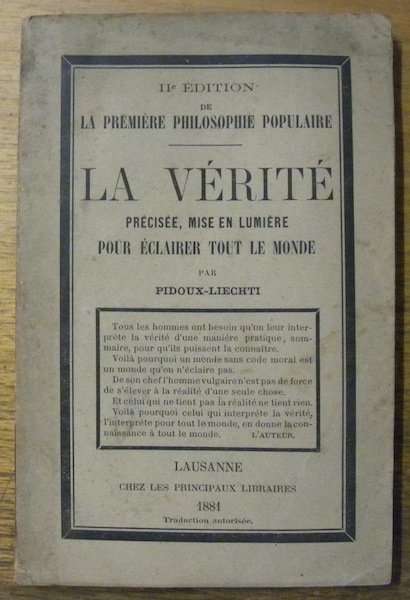 IIe ÉDITION
DE
LA PREMIÈRE PHILOSOPHIE POPULAIRE
LA VÉRITÉ
PRÉCISÉE, MISE EN LUMIÈRE
POUR ÉCLAIRER TOUT LE MONDE
PAR
PIDOUX-LIECHTI
Tous les hommes ont besoin qu'on leur inter-
prête la vérité d'une manière pratique, som-
maire, pour qu'ils puissent la connaître.
Voilà pourquoi un monde sans code moral est
un monde qu'on n'éclaire pas.
De son chef l'homme vulgaire n'est pas de force
de s'élever à la réalité d'une seule chose.
Et celui qui ne tient pas la réalité ne tient rien.
Voilà pourquoi celui qui interprète la vérité,
l'interprète pour tout le monde, en donne la con-
naissance à tout le monde. L'AUTEUR.
LAUSANNE
CHEZ LES PRINCIPAUX LIBRAIRES
1881
Traduction autorisée.